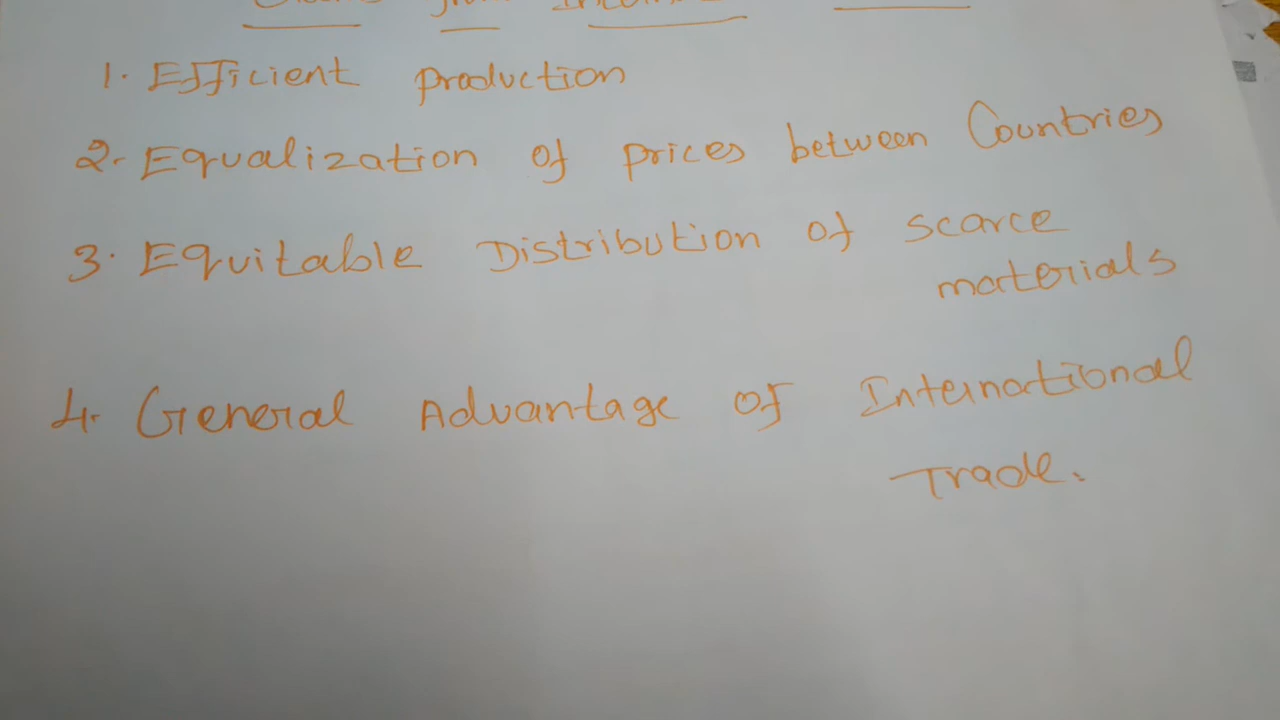 from
1. Efficient production
2. Equalization of prices between Countries
3. Equitable Distribution of scarce
materials
4. General Advantage of International
Trade.